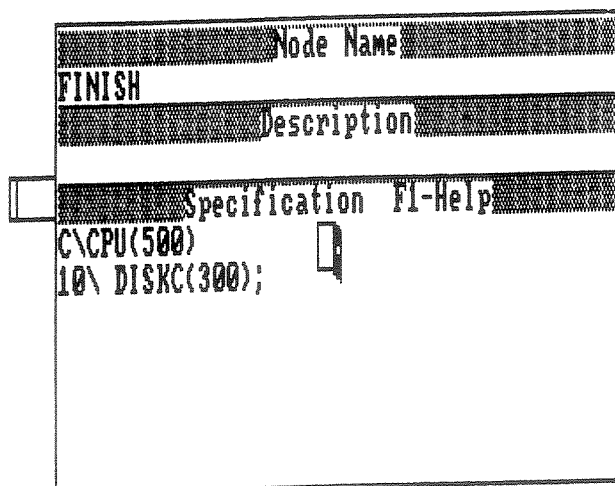 Node Name
FINISH
Description
Specification F1-Help
C\CPU(500)
10\ DISKC(300);